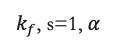 k_f, s=1, α